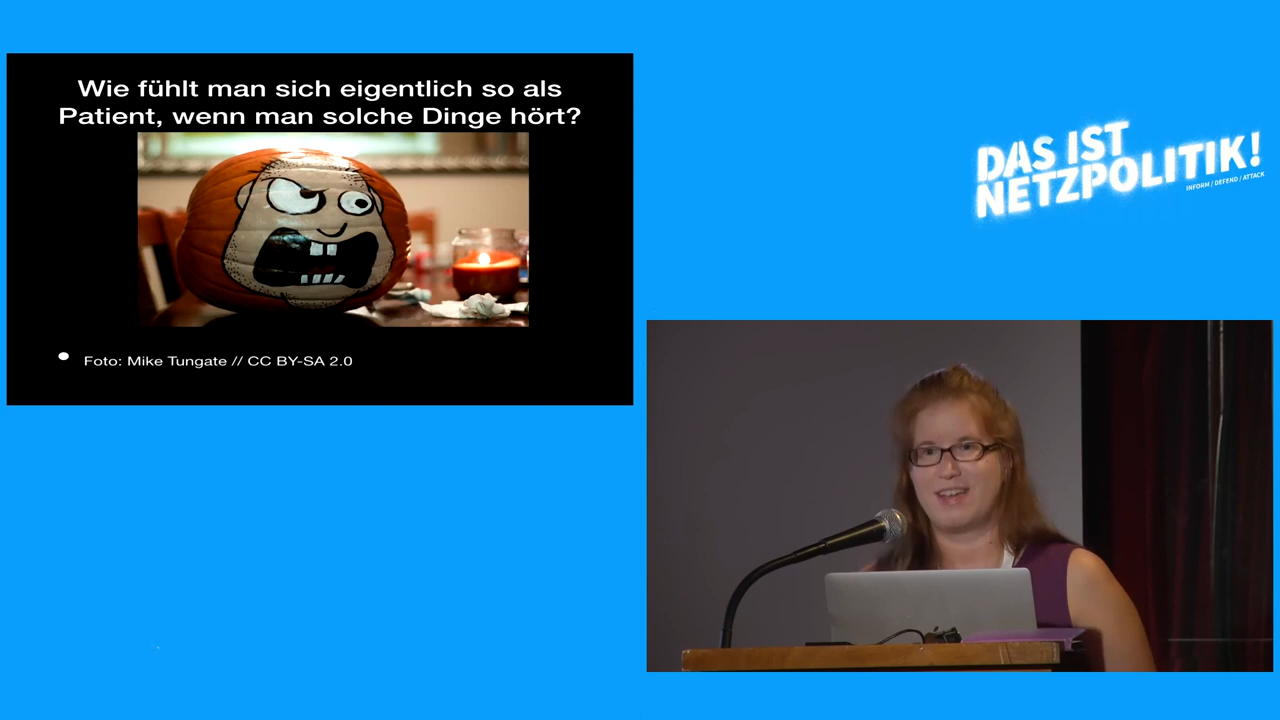 Wie fühlt man sich eigentlich so als
Patient, wenn man solche Dinge hört?
Foto: Mike Tungate // CC BY-SA 2.0
DAS IST
NETZPOLITIK!
INFORM / DEFEND / ATTACK